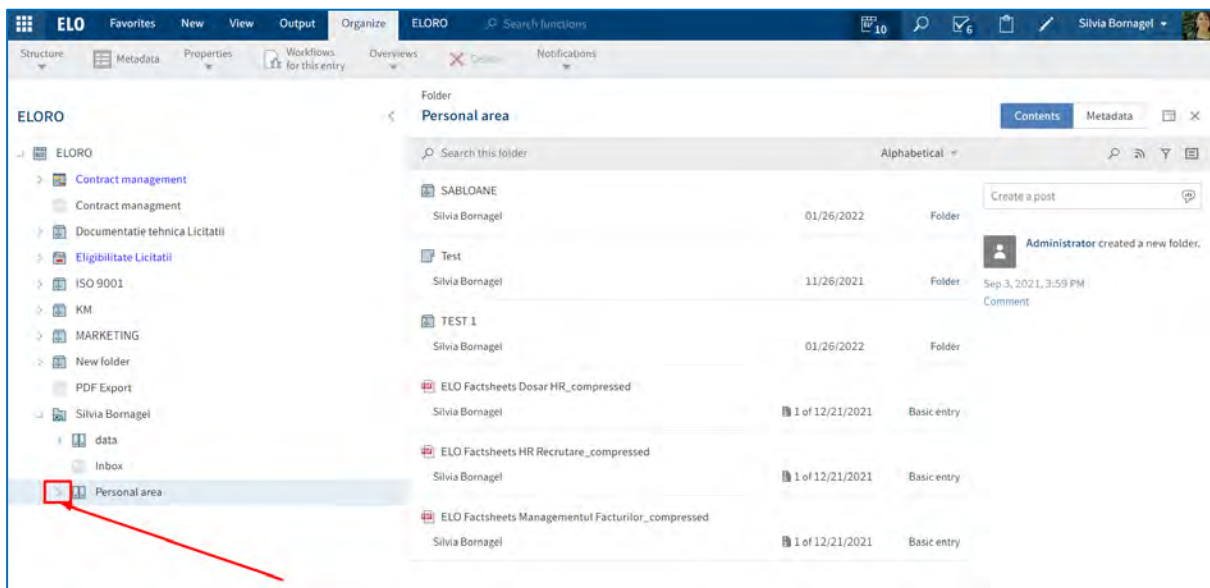 ELO Favorites New View Output Organize ELORO Search functions 10 6 Silvia Bornagel
Structure Metadata Properties Workflows for this entry Overviews Delete Notifications
ELORO
ELORO
Contract management
Contract managment
Documentatie tehnica Licitatii
Eligibilitate Licitatii
ISO 9001
KM
MARKETING
New folder
PDF Export
Silvia Bornagel
data
Inbox
Personal area
Folder
Personal area
Contents Metadata
Search this folder Alphabetical
SABLOANE
Silvia Bornagel 01/26/2022 Folder
Test
Silvia Bornagel 11/26/2021 Folder
TEST 1
Silvia Bornagel 01/26/2022 Folder
ELO Factsheets Dosar HR_compressed
Silvia Bornagel 1 of 12/21/2021 Basic entry
ELO Factsheets HR Recrutare_compressed
Silvia Bornagel 1 of 12/21/2021 Basic entry
ELO Factsheets Managementul Facturilor_compressed
Silvia Bornagel 1 of 12/21/2021 Basic entry
Create a post
Administrator created a new folder.
Sep 3, 2021, 3:59 PM
Comment